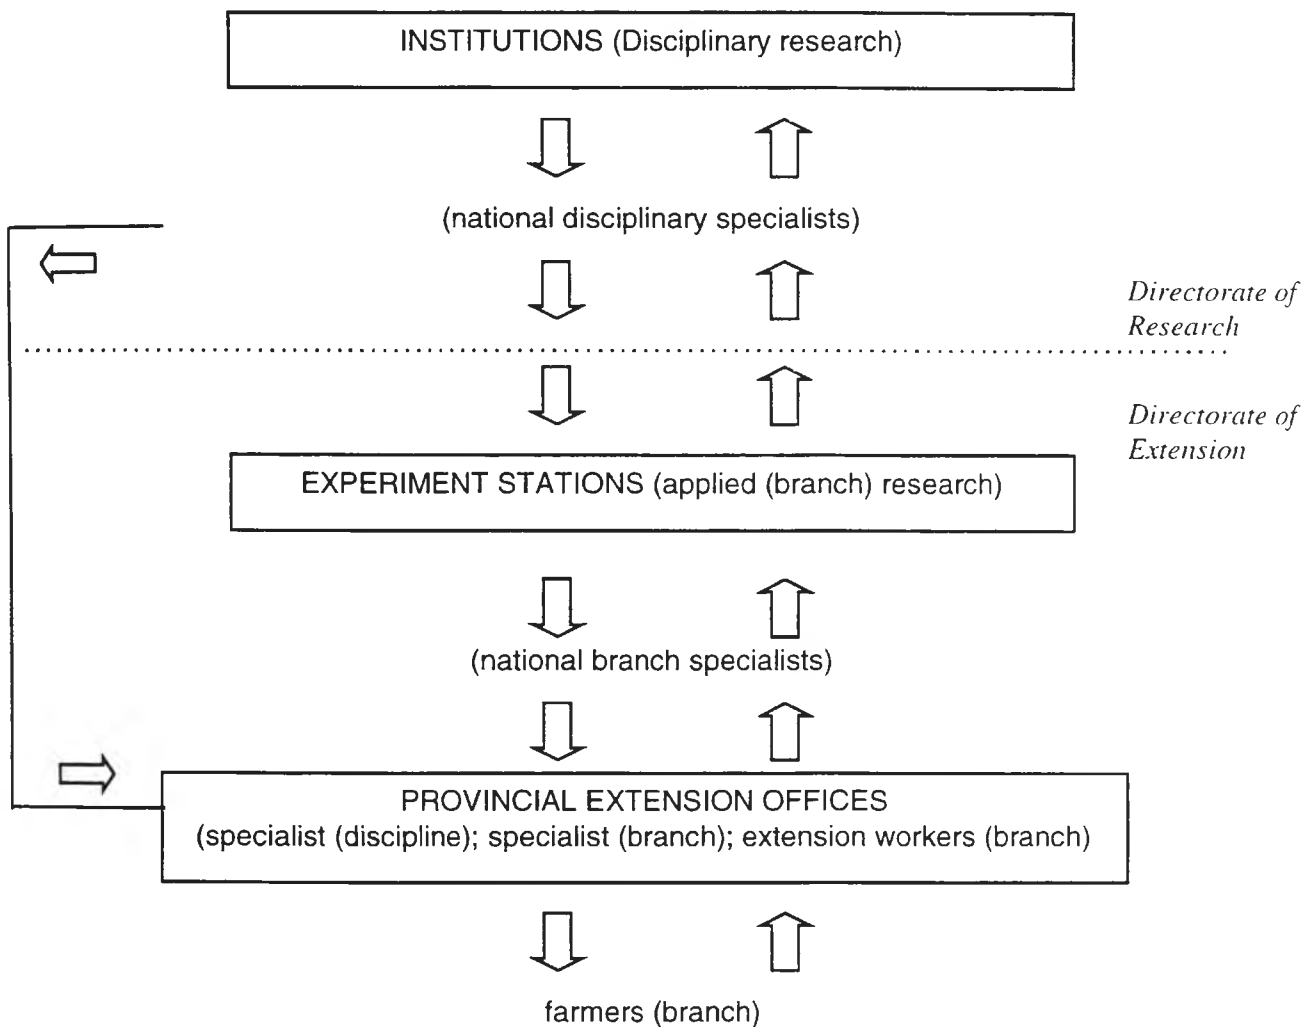 INSTITUTIONS (Disciplinary research)
(national disciplinary specialists)
Directorate of
Research
Directorate of
Extension
EXPERIMENT STATIONS (applied (branch) research)
(national branch specialists)
PROVINCIAL EXTENSION OFFICES
(specialist (discipline); specialist (branch); extension workers (branch)
farmers (branch)